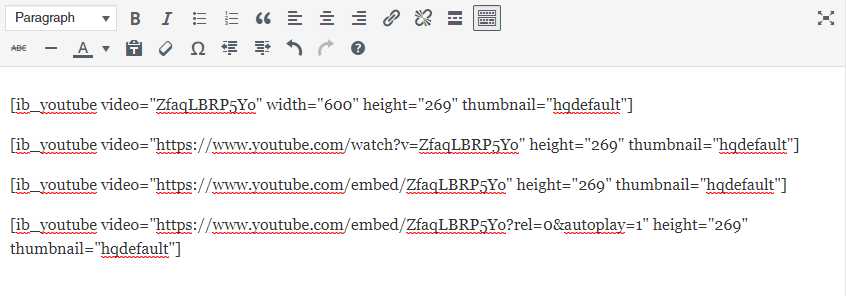 Paragraph
B I
ABC A
[ib_youtube video="ZfaqLBRP5Yo" width="600" height="269" thumbnail="hqdefault"]
[ib_youtube video="https://www.youtube.com/watch?v=ZfaqLBRP5Yo" height="269" thumbnail="hqdefault"]
[ib_youtube video="https://www.youtube.com/embed/ZfaqLBRP5Yo" height="269" thumbnail="hqdefault"]
[ib_youtube video="https://www.youtube.com/embed/ZfaqLBRP5Yo?rel=0&autoplay=1" height="269"
thumbnail="hqdefault"]